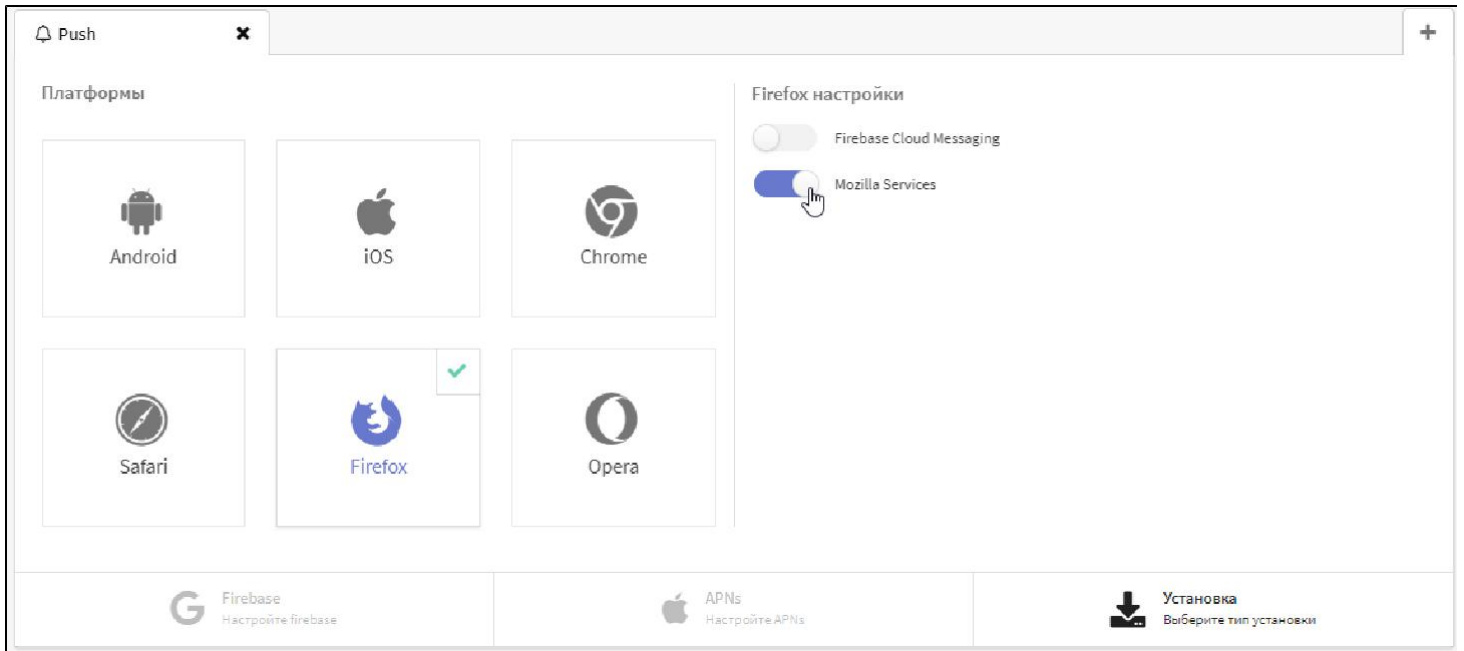 Push
Платформы
Firefox настройки
Firebase Cloud Messaging
Mozilla Services
Android
iOS
Chrome
Safari
Firefox
Opera
Firebase
Настройте firebase
APNs
Настройте APNs
Установка
Выберите тип установки